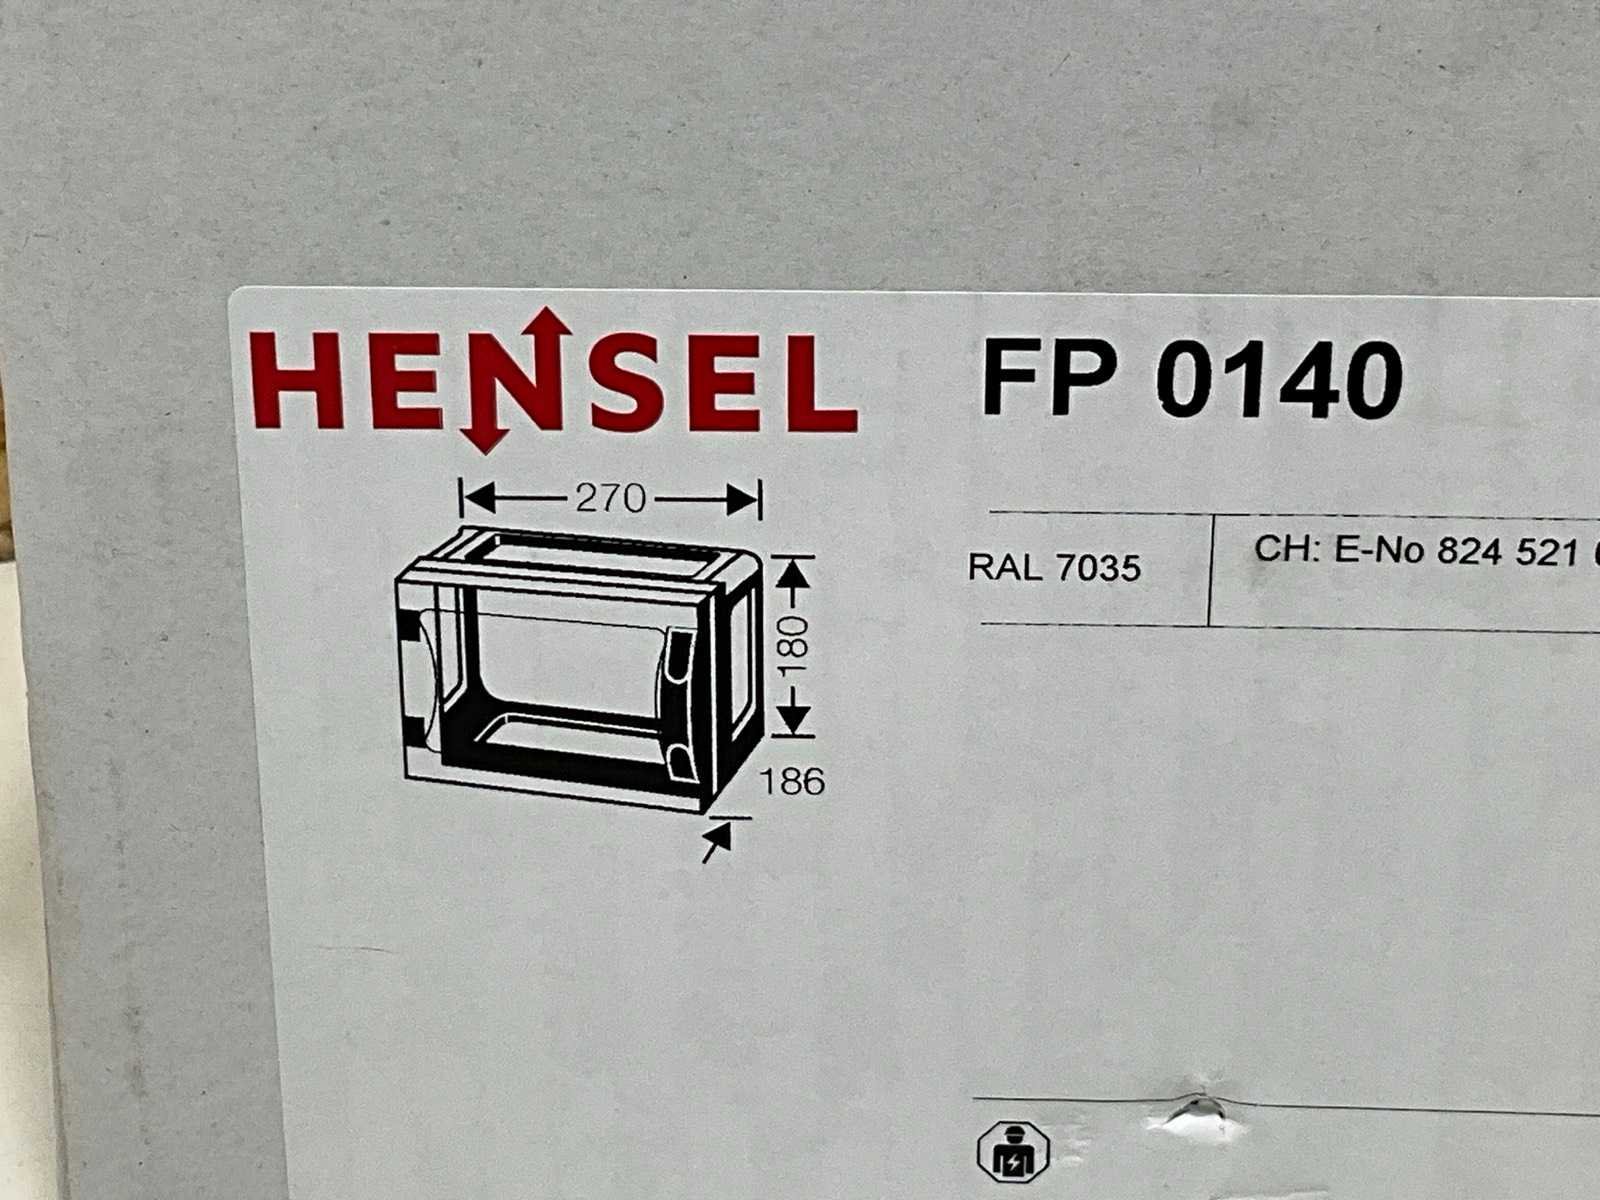 HENSEL
FP 0140
270
180
186
RAL 7035
CH: E-No 824 521